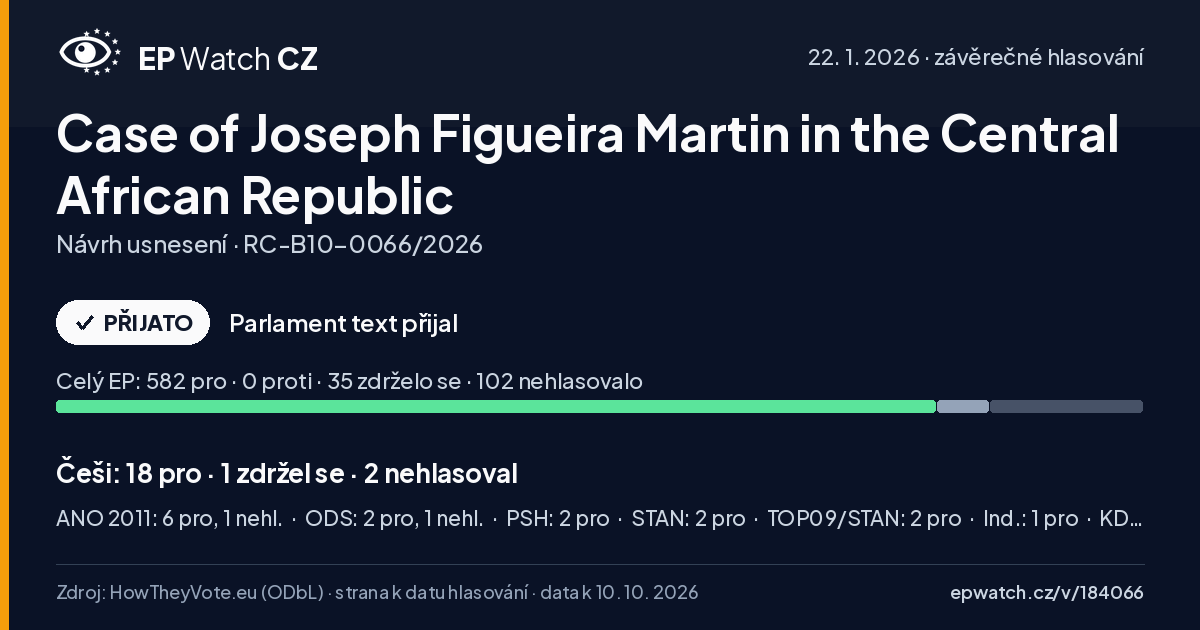 EP Watch CZ
22. 1. 2026 · závěrečné hlasování
Case of Joseph Figueira Martin in the Central
African Republic
Návrh usnesení · RC-B10-0066/2026
✓ PŘIJATO
Parlament text přijal
Celý EP: 582 pro · 0 proti · 35 zdrželo se · 102 nehlasovalo
Češi: 18 pro · 1 zdržel se · 2 nehlasoval
ANO 2011: 6 pro, 1 nehl. · ODS: 2 pro, 1 nehl. · PSH: 2 pro · STAN: 2 pro · TOP09/STAN: 2 pro · Ind.: 1 pro · KD…
Zdroj: HowTheyVote.eu (ODbL) · strana k datu hlasování · data k 10. 10. 2026
epwatch.cz/v/184066